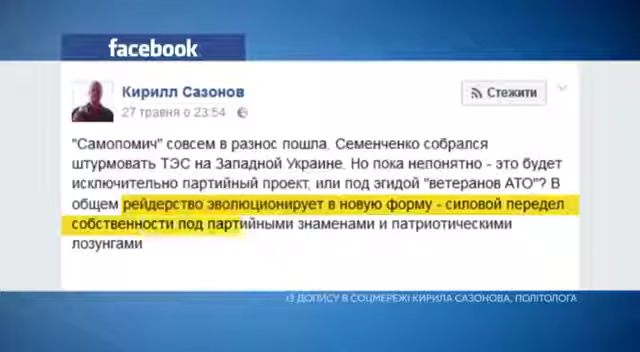 facebook
Кирилл Сазонов
Стежити
27 травня о 23:54
"Самопомич" совсем в разнос пошла. Семенченко собрался
штурмовать ТЭС на Западной Украине. Но пока непонятно - это будет
исключительно партийный проект, или под эгидой "ветеранов АТО"? В
общем рейдерство эволюционирует в новую форму - силовой передел
собственности под партийными знаменами и патриотическими
лозунгами
ІЗ ДОПИСУ В СОЦМЕРЕЖІ КИРИЛА САЗОНОВА, ПОЛІТОЛОГА